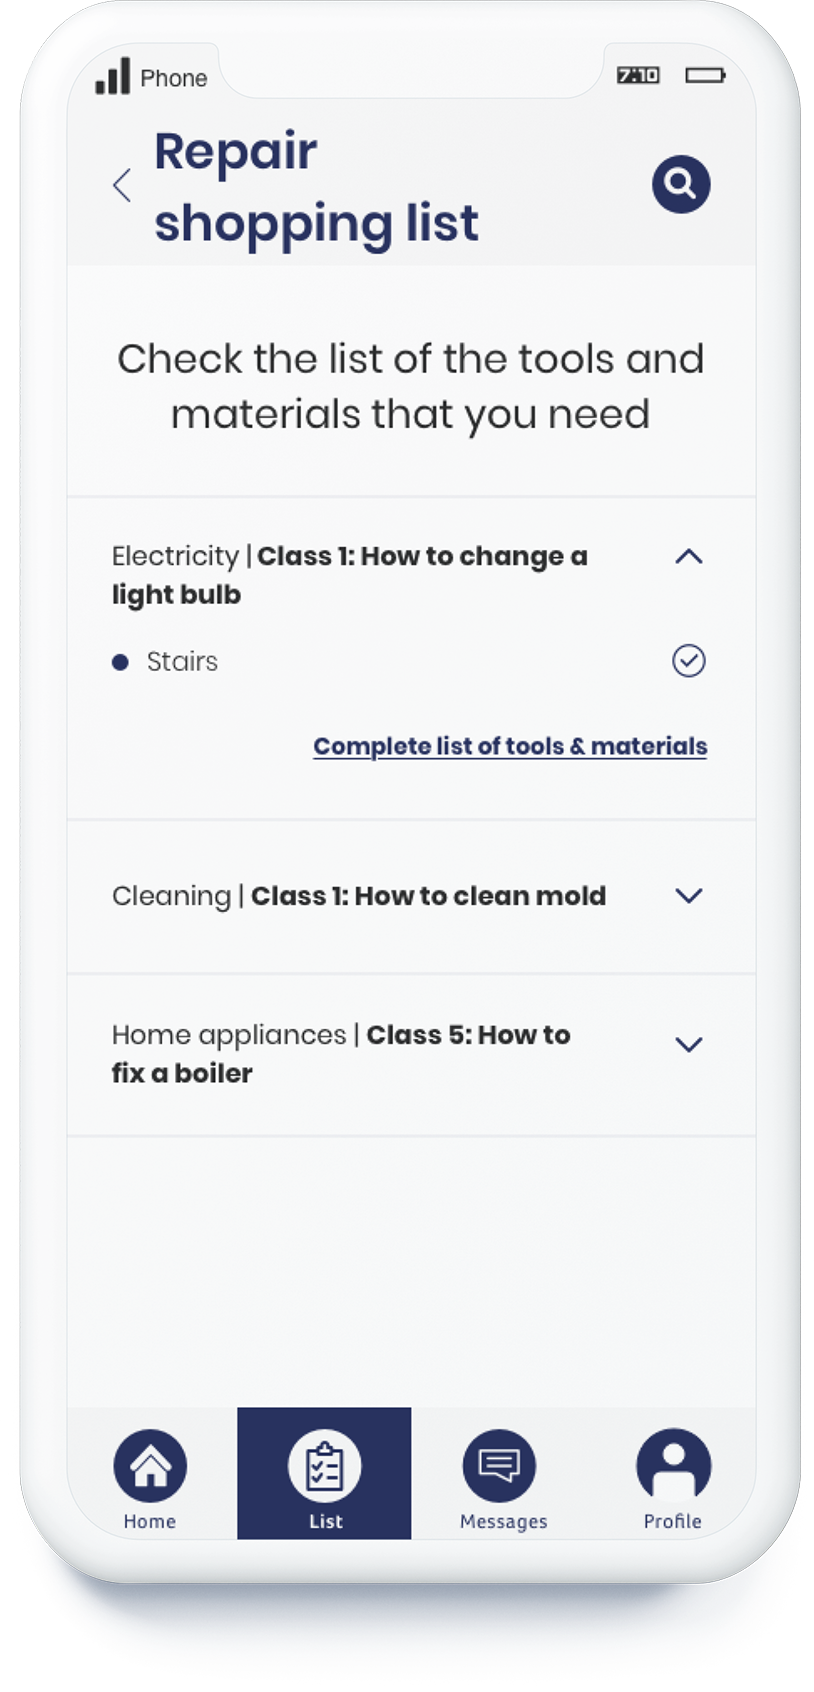 Phone
7:10
Repair
shopping list
Check the list of the tools and
materials that you need
Electricity | Class 1: How to change a
light bulb
Stairs
Complete list of tools & materials
Cleaning | Class 1: How to clean mold
Home appliances | Class 5: How to
fix a boiler
Home
List
Messages
Profile